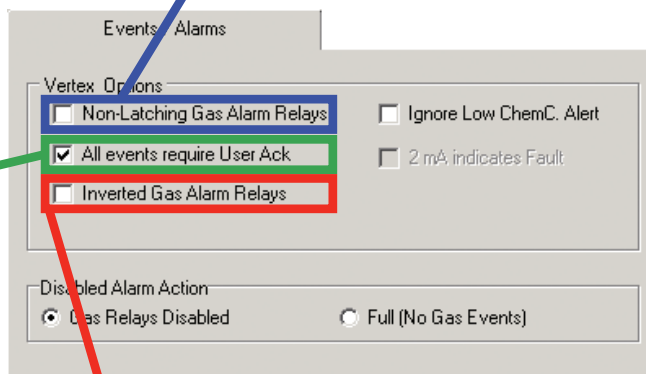 Events / Alarms
Vertex Options
Non-Latching Gas Alarm Relays
Ignore Low ChemC. Alert
All events require User Ack
2 mA indicates Fault
Inverted Gas Alarm Relays
Disabled Alarm Action
Gas Relays Disabled
Full (No Gas Events)